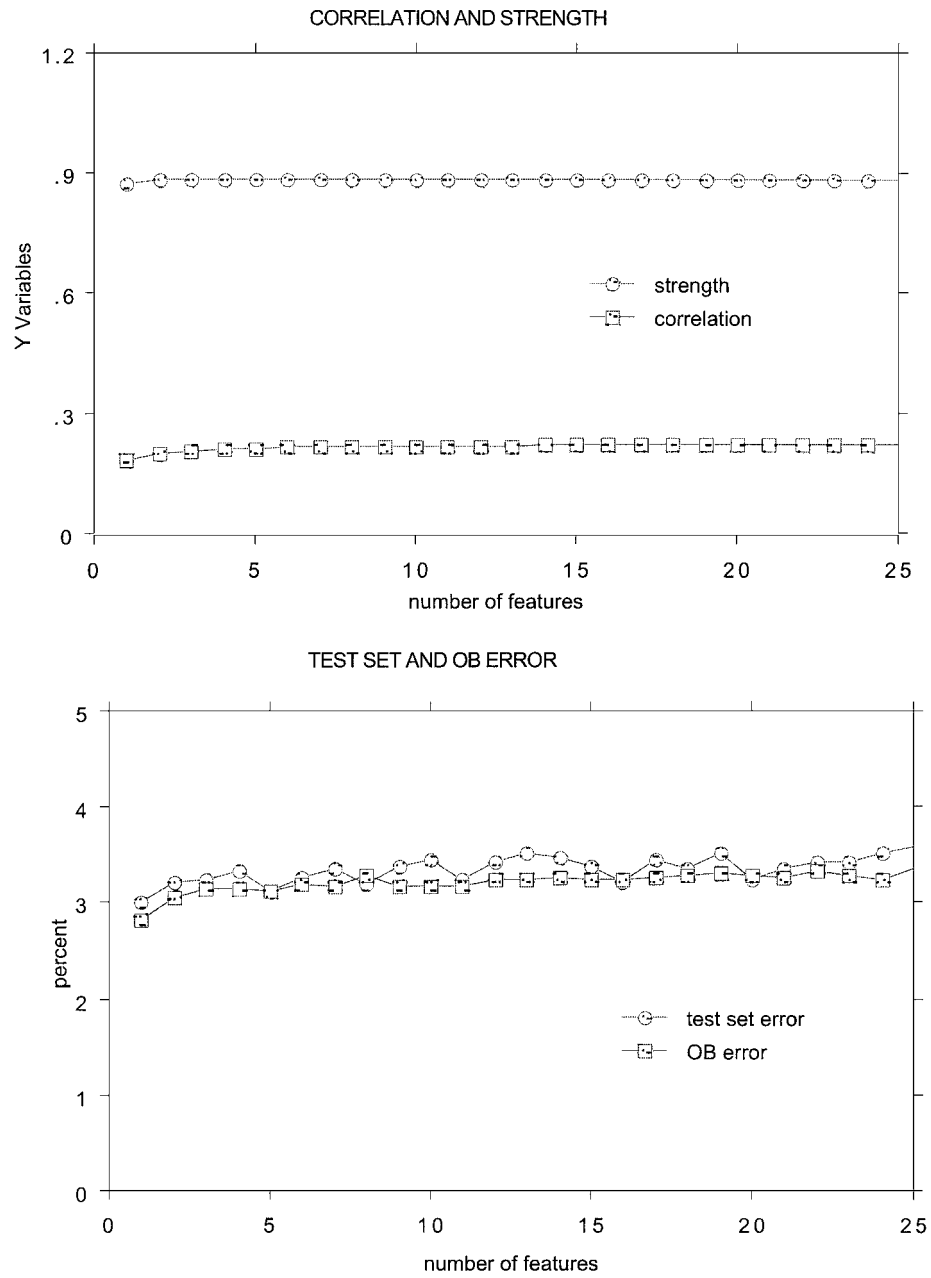 CORRELATION AND STRENGTH
1.2
.9
.6
.3
0
Y Variables
strength
correlation
0 5 10 15 20 25
number of features
TEST SET AND OB ERROR
5
4
3
2
1
0
percent
test set error
OB error
0 5 10 15 20 25
number of features